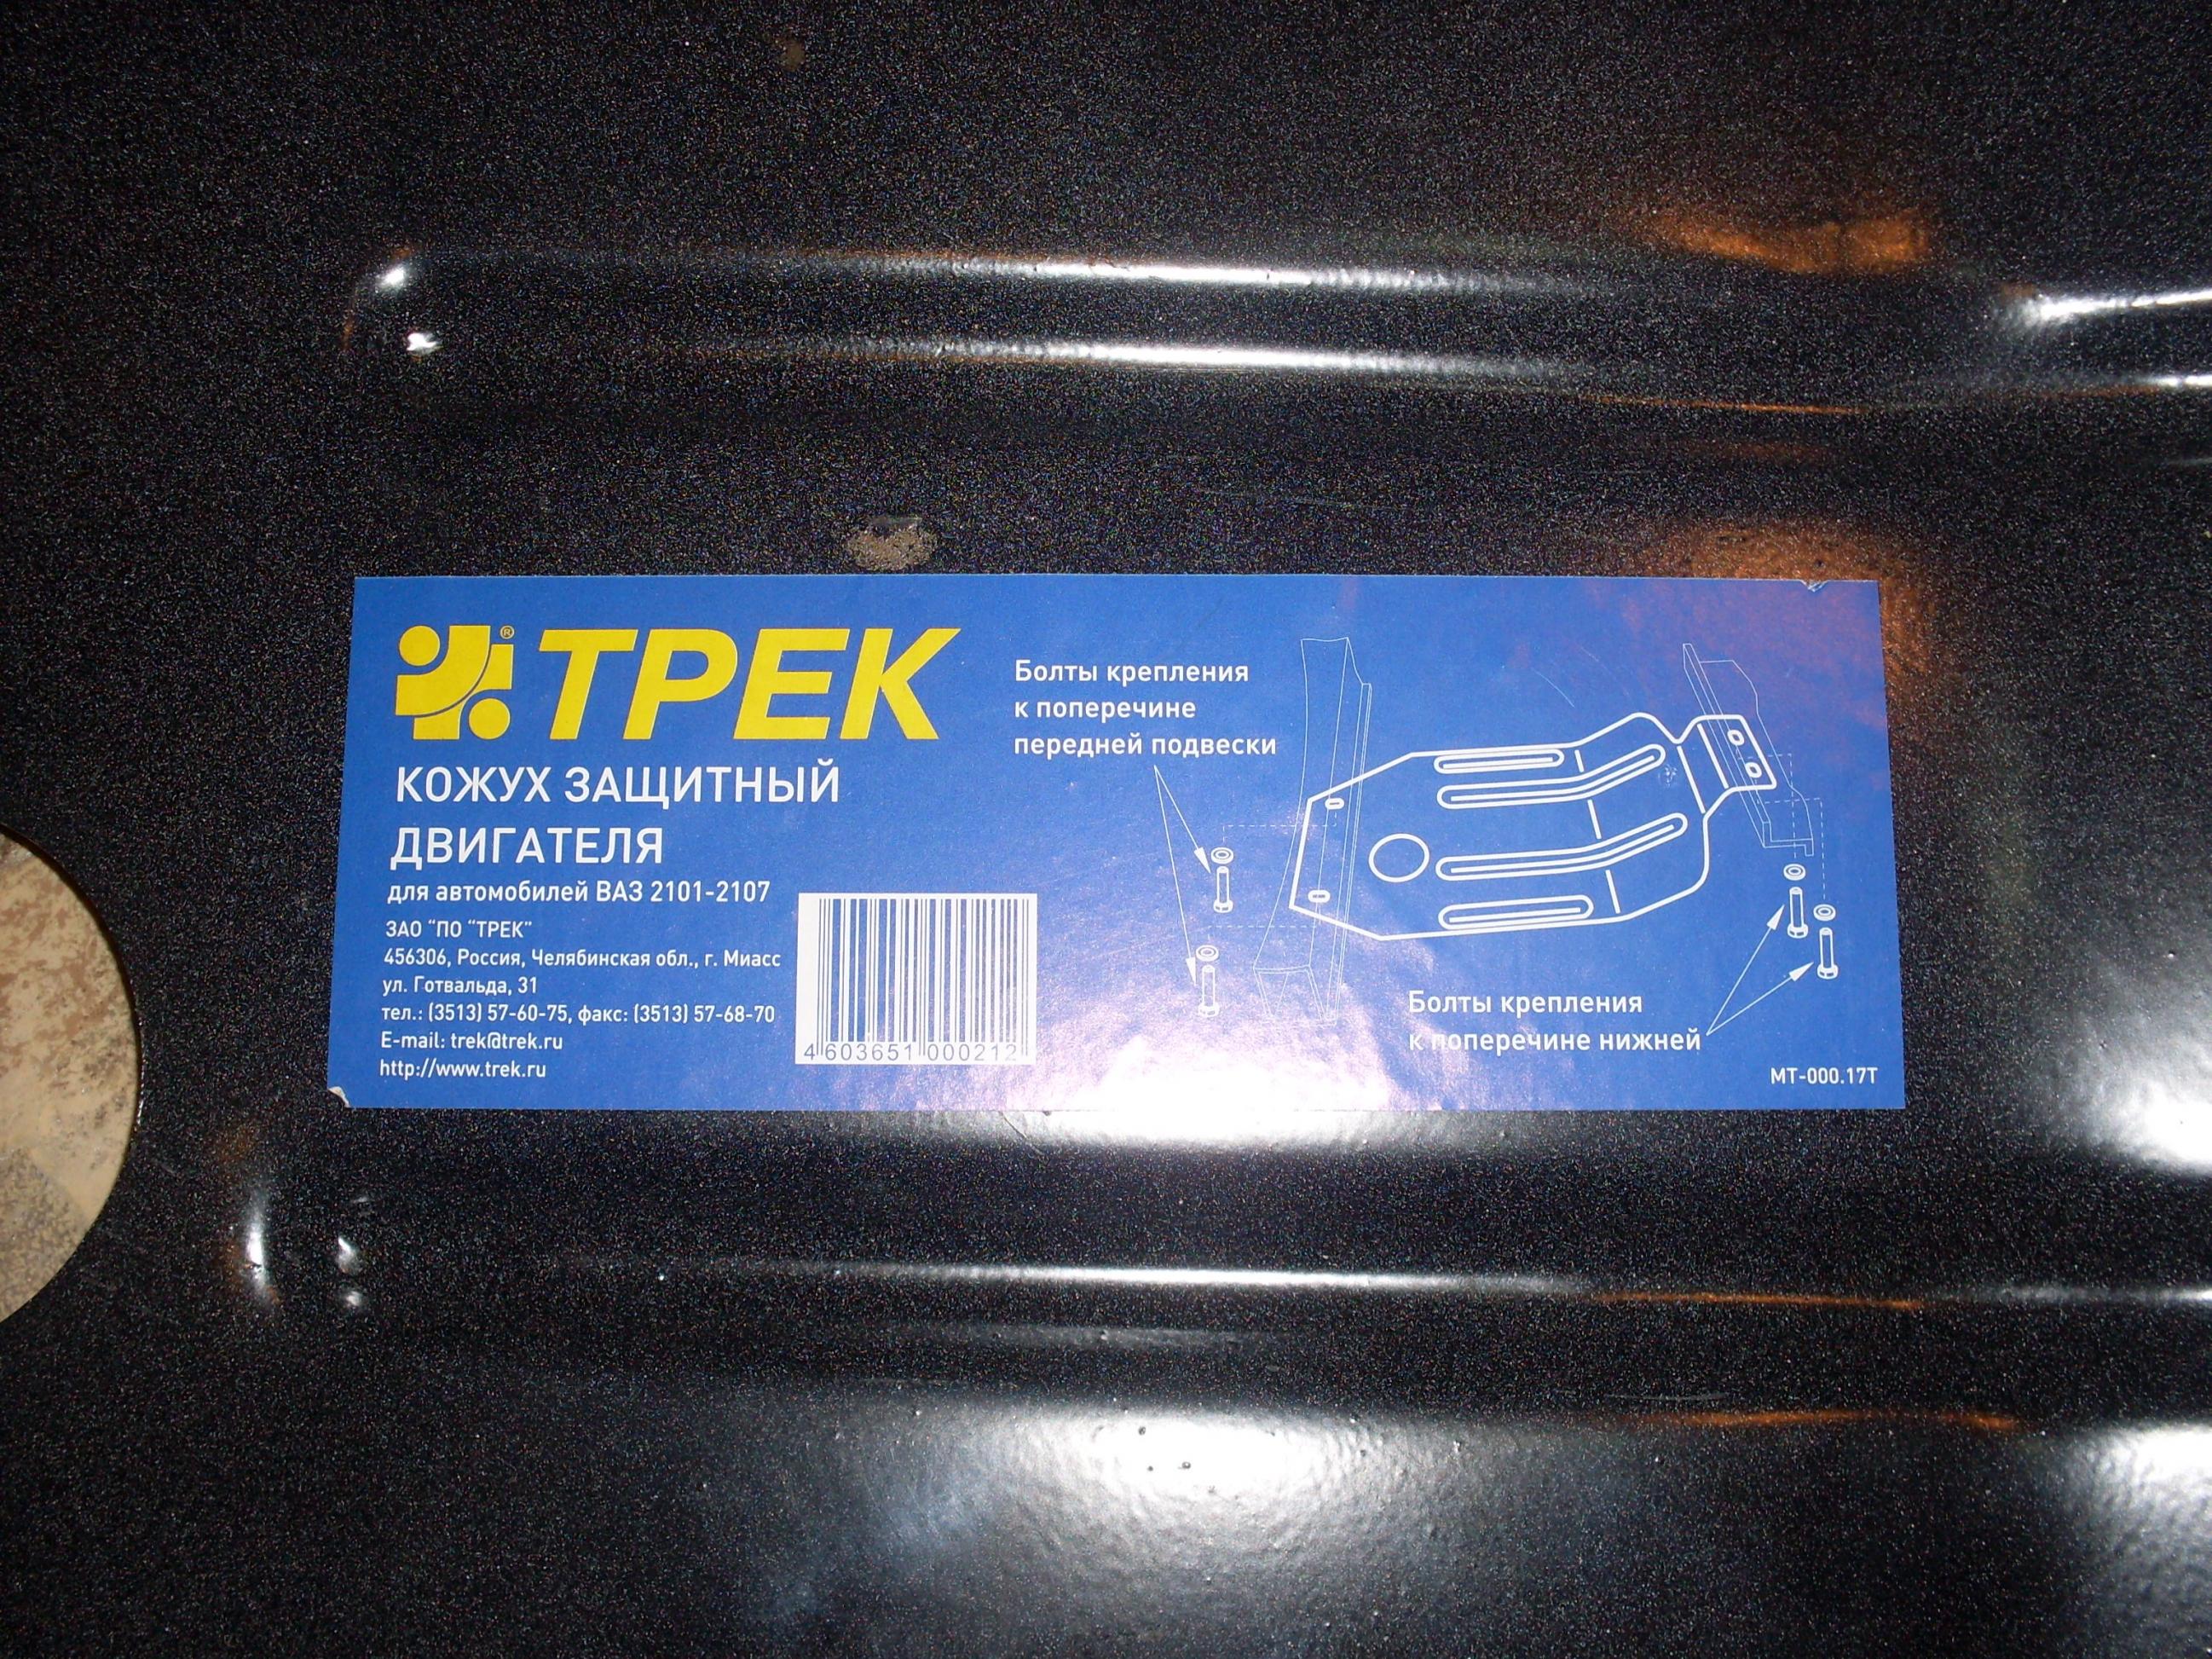 ® ТРЕК
КОЖУХ ЗАЩИТНЫЙ
ДВИГАТЕЛЯ
для автомобилей ВАЗ 2101-2107
ЗАО "ПО "ТРЕК"
456306, Россия, Челябинская обл., г. Миасс
ул. Готвальда, 31
тел.: (3513) 57-60-75, факс: (3513) 57-68-70
E-mail: trek@trek.ru
http://www.trek.ru
4 603651 000212
Болты крепления
к поперечине
передней подвески
Болты крепления
к поперечине нижней
МТ-000.17Т